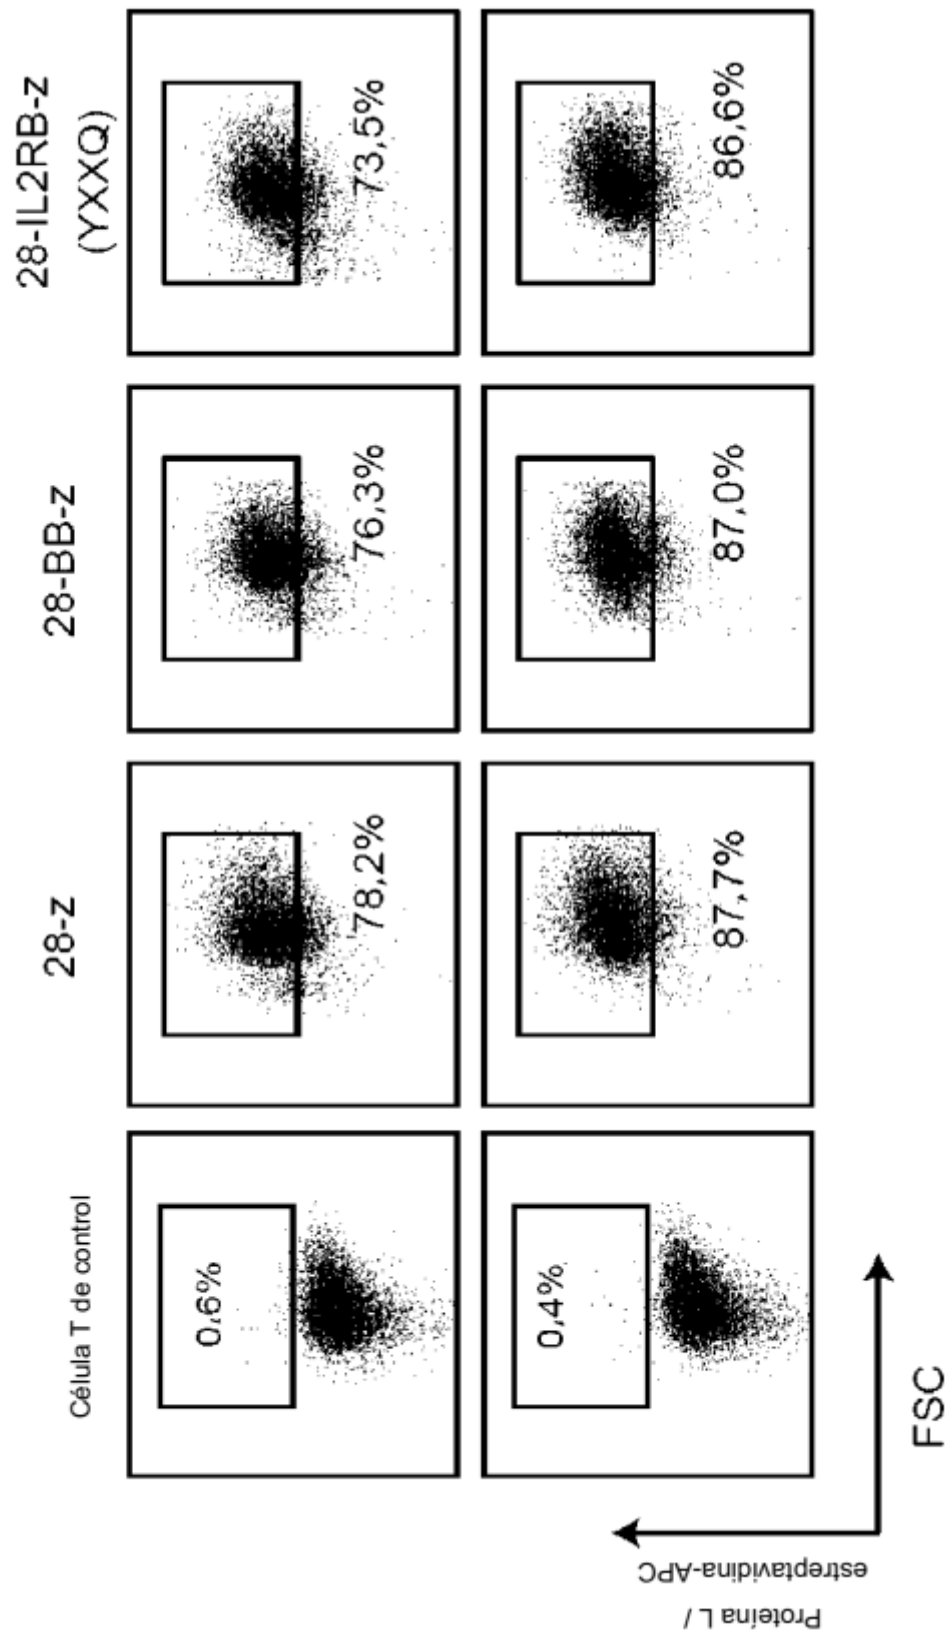 Célula T de control
28-z
28-BB-z
28-IL2RB-z
(YXXQ)
0,6%
78,2%
76,3%
73,5%
0,4%
87,7%
87,0%
86,6%
Proteína L /
estreptavidina-APC
FSC